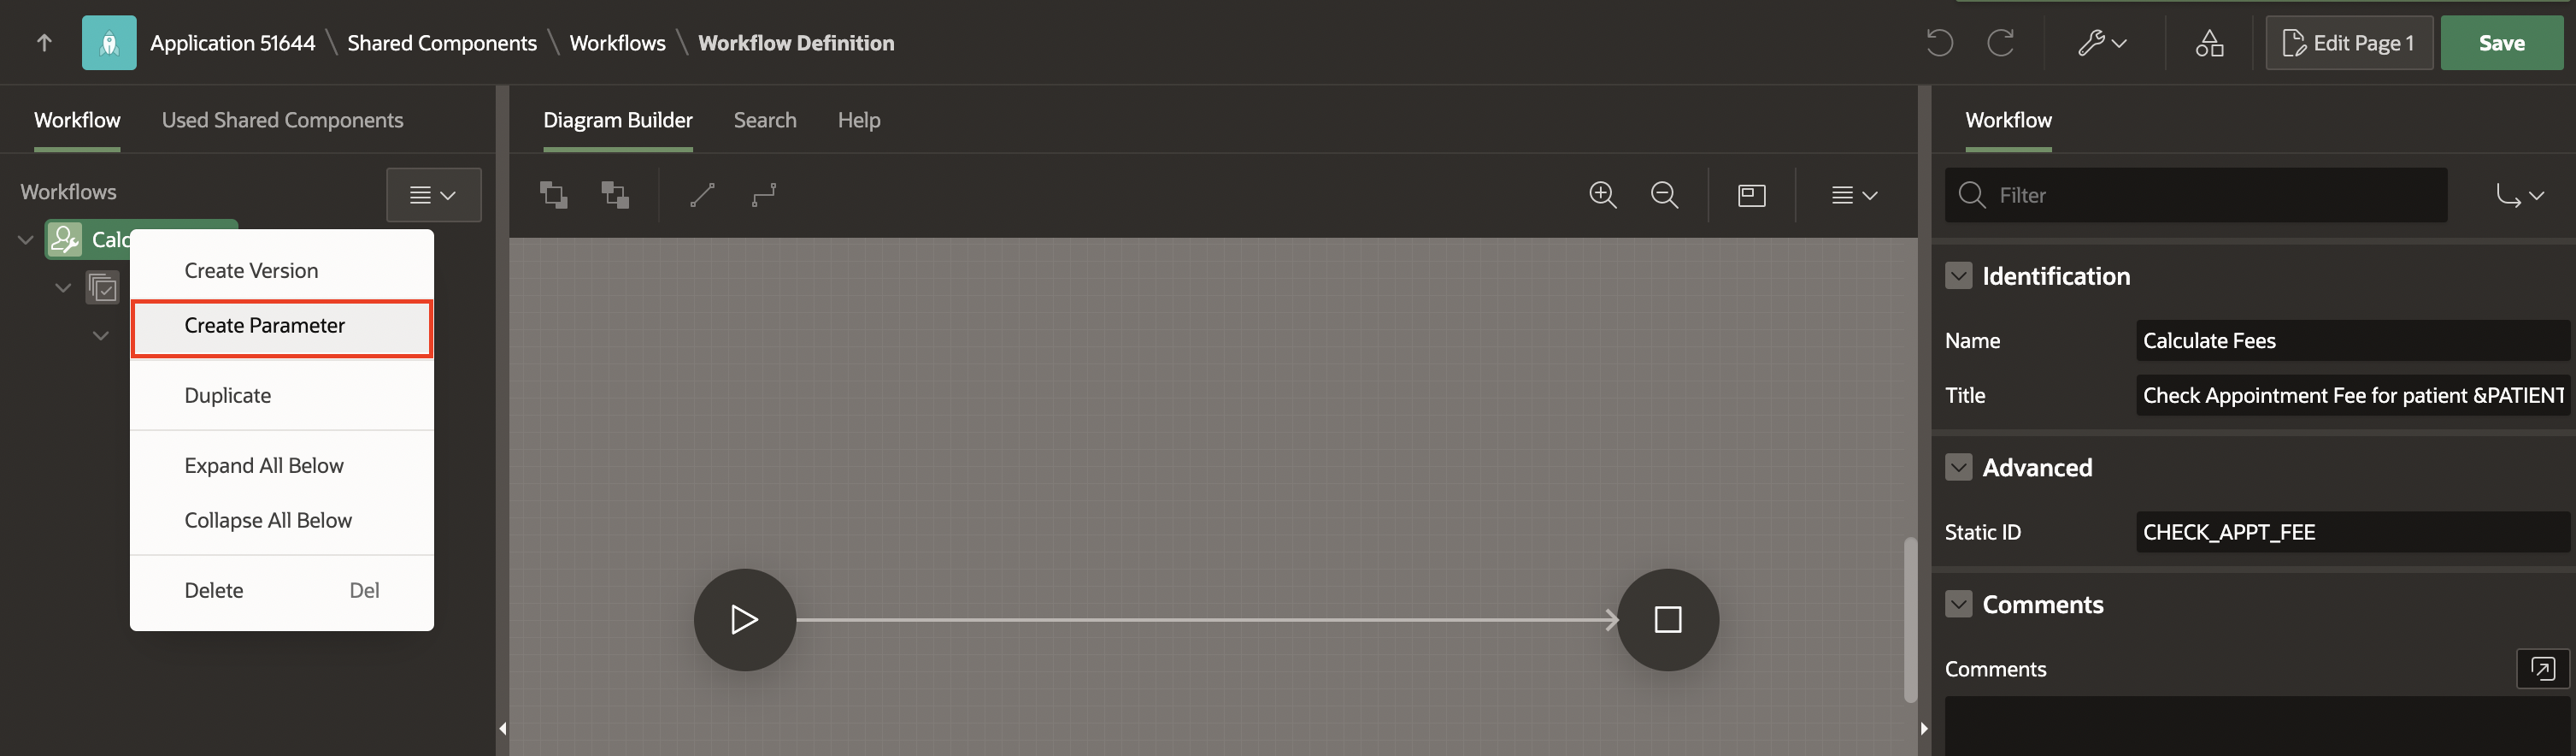 Application 51644 \ Shared Components \ Workflows \ Workflow Definition
Edit Page 1
Save
Workflow
Used Shared Components
Workflows
Calc
Create Version
Create Parameter
Duplicate
Expand All Below
Collapse All Below
Delete Del
Diagram Builder
Search
Help
Workflow
Filter
Identification
Name Calculate Fees
Title Check Appointment Fee for patient &PATIENT
Advanced
Static ID CHECK_APPT_FEE
Comments
Comments